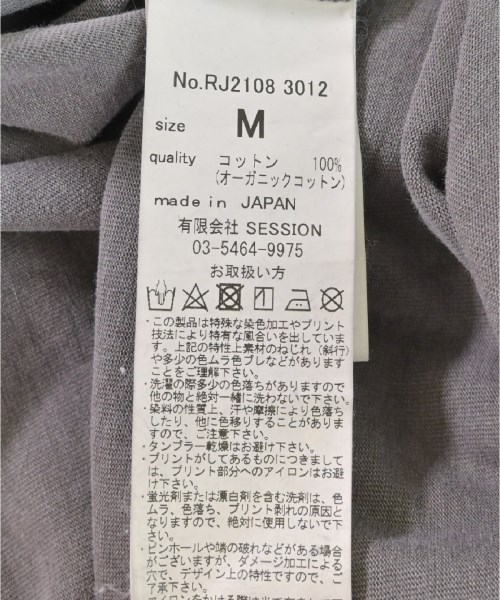 No.RJ2108 3012
size M
quality コットン 100%
(オーガニックコットン)
made in JAPAN
有限会社 SESSION
03-5464-9975
お取扱い方
・この製品は特殊な染色加工やプリント
技法により特有な風合いを出していま
す。上記の特性上素材のねじれ（斜行）
や多少の色ムラ色ブレなどがあります
ことをご理解下さい。
・洗濯の際多少の色落ちがありますので
他の物と絶対一緒に洗わないで下さい。
・染料の性質上、汗や摩擦により色落ち
したり、他に色移りすることがありま
すので、ご注意下さい。
・タンブラー乾燥はお避け下さい。
・プリントがしてあるものにつきまして
は、プリント部分へのアイロンはお避
け下さい。
・蛍光剤または漂白剤を含む洗剤は、色
ムラ、色落ち、プリント剥れの原因と
なりますので、絶対に使用しないで下
さい。
・ピンホールや端の破れなどがある場合
がございますが、ダメージ加工による
穴で、デザイン上の特性ですので、ご
了承下さい。